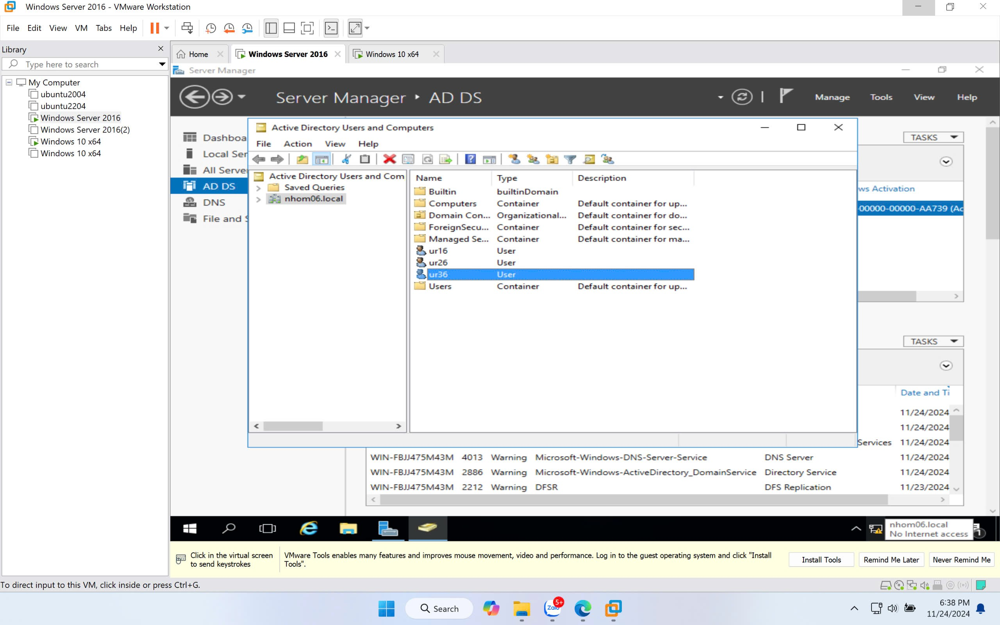 Windows Server 2016 - VMware Workstation
File Edit View VM Tabs Help
Library
Type here to search
My Computer
ubuntu2004
ubuntu2204
Windows Server 2016
Windows Server 2016(2)
Windows 10 x64
Windows 10 x64
Home
Windows Server 2016
Windows 10 x64
Server Manager
Server Manager ‣ AD DS
Manage Tools View Help
Dashboa
Local Ser
All Serve
AD DS
DNS
File and S
TASKS
ws Activation
-00000-00000-AA739 (Ac
Active Directory Users and Computers
File Action View Help
Active Directory Users and Com
Saved Queries
nhom06.local
Name Type Description
Builtin builtinDomain
Computers Container Default container for up...
Domain Con... Organizational... Default container for do...
ForeignSecu... Container Default container for sec...
Managed Se... Container Default container for ma...
ur16 User
ur26 User
ur36 User
Users Container Default container for up...
TASKS
Date and Ti
11/24/2024
11/24/2024
Services 11/24/2024
WIN-FBJJ475M43M 4013 Warning Microsoft-Windows-DNS-Server-Service DNS Server 11/24/2024
WIN-FBJJ475M43M 2886 Warning Microsoft-Windows-ActiveDirectory_DomainService Directory Service 11/24/2024
WIN-FBJJ475M43M 2212 Warning DFSR DFS Replication 11/23/2024
nhom06.local
No Internet access
1
Click in the virtual screen
to send keystrokes
VMware Tools enables many features and improves mouse movement, video and performance. Log in to the guest operating system and click "Install
Tools".
Install Tools
Remind Me Later
Never Remind Me
To direct input to this VM, click inside or press Ctrl+G.
Search
Zalo
5+
6:38 PM
11/24/2024